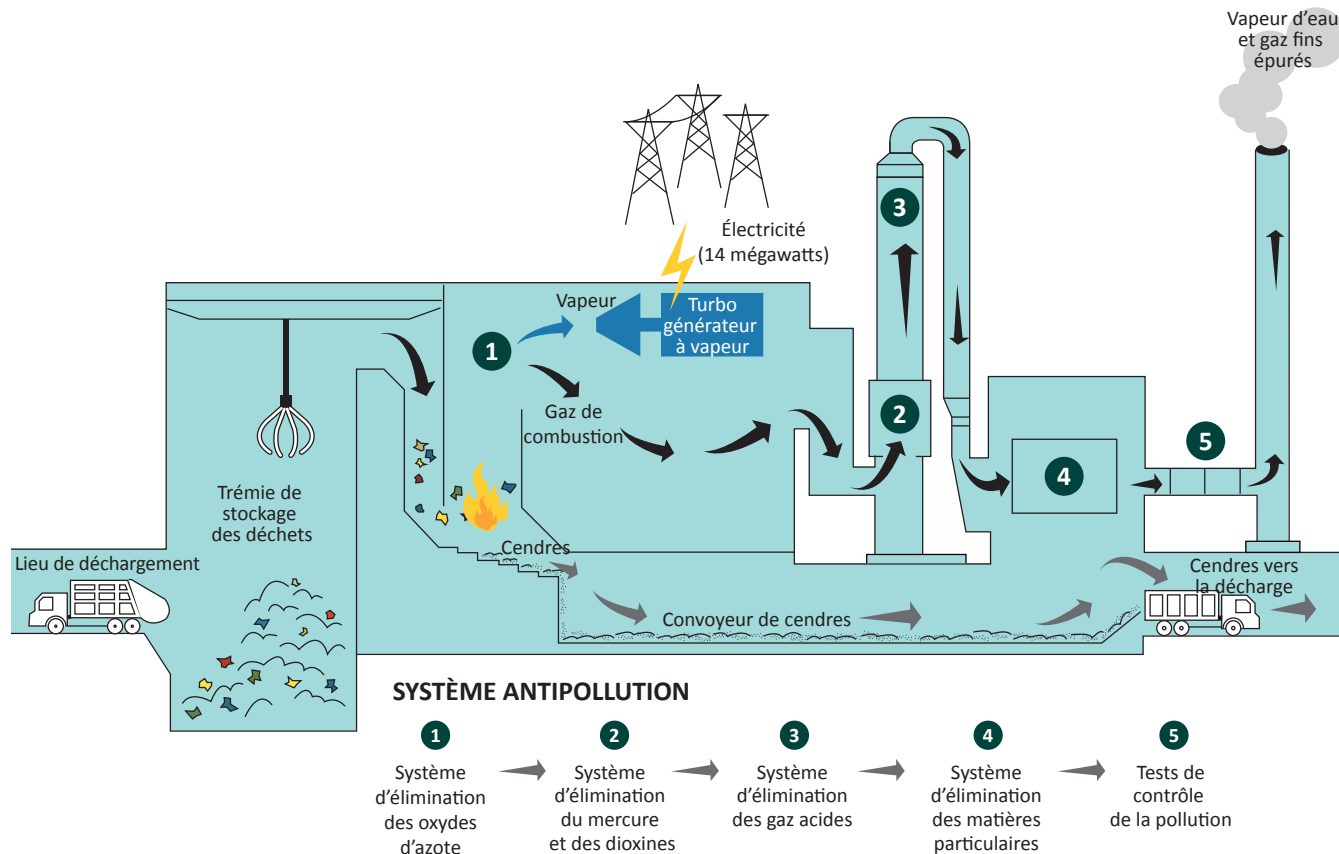 Vapeur d’eau
et gaz fins
épurés
Électricité
(14 mégawatts)
3
Vapeur
Turbo
générateur
à vapeur
1
Gaz de
combustion
2
5
4
Trémie de
stockage
des déchets
Lieu de déchargement
Cendres
Cendres vers
la décharge
Convoyeur de cendres
SYSTÈME ANTIPOLLUTION
1
Système
d’élimination
des oxydes
d’azote
2
Système
d’élimination
du mercure
et des dioxines
3
Système
d’élimination
des gaz acides
4
Système
d’élimination
des matières
particulaires
5
Tests de
contrôle
de la pollution